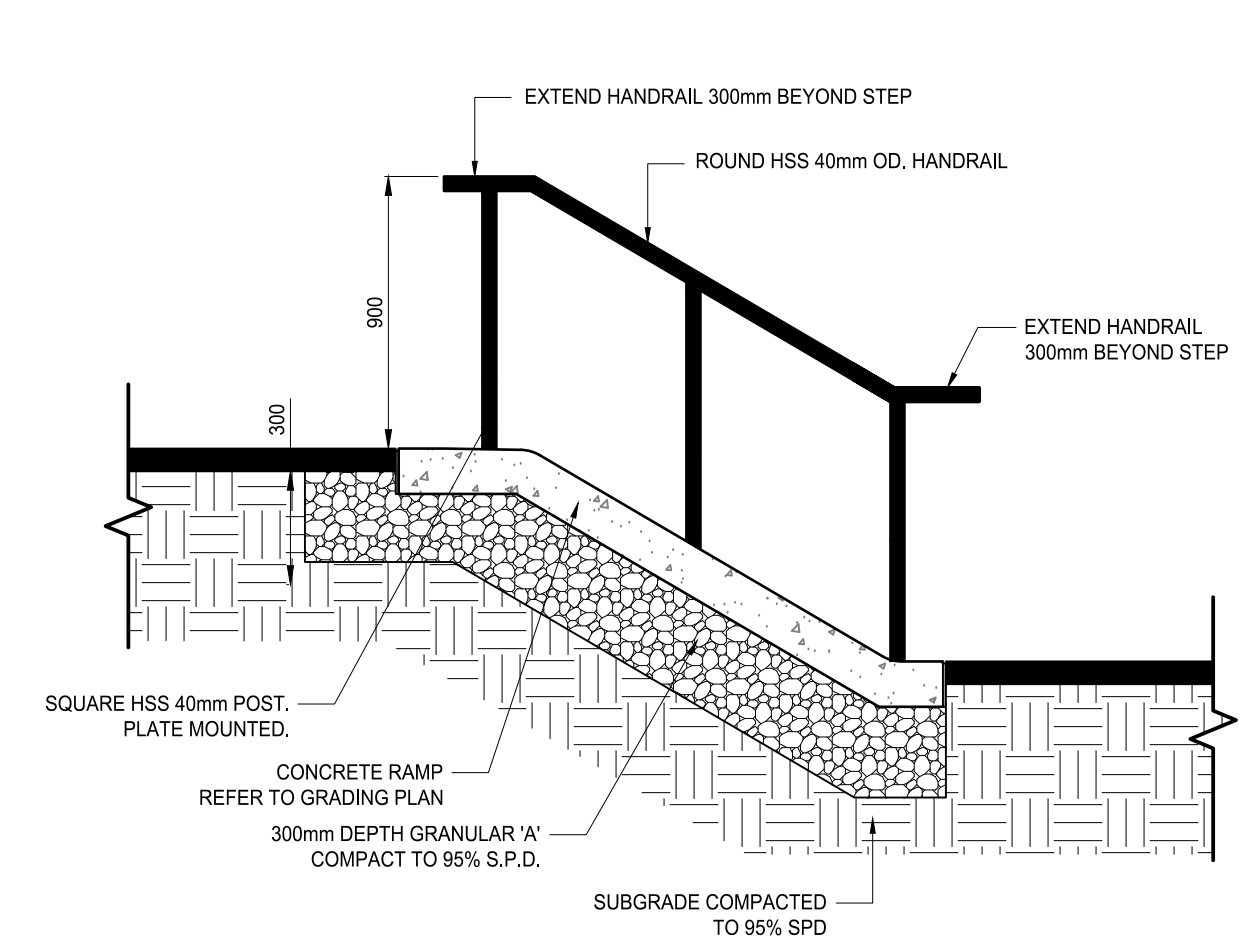 EXTEND HANDRAIL 300mm BEYOND STEP
ROUND HSS 40mm OD. HANDRAIL
900
EXTEND HANDRAIL
300mm BEYOND STEP
300
SQUARE HSS 40mm POST.
PLATE MOUNTED.
CONCRETE RAMP
REFER TO GRADING PLAN
300mm DEPTH GRANULAR 'A'
COMPACT TO 95% S.P.D.
SUBGRADE COMPACTED
TO 95% SPD